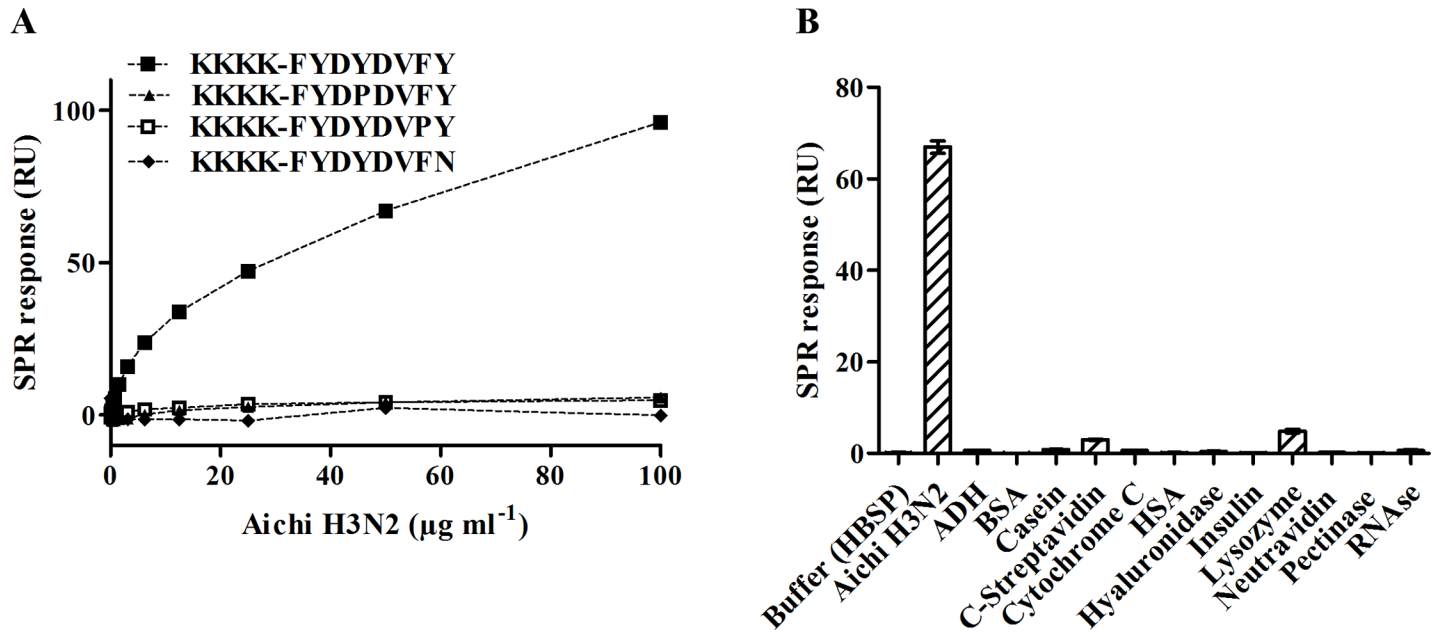 A
KKKK-FYDYDVFY
KKKK-FYDPDVFY
KKKK-FYDYDVPY
KKKK-FYDYDVFN
SPR response (RU)
100
50
0
0
20
40
60
80
100
Aichi H3N2 (µg ml⁻¹)
B
SPR response (RU)
80
60
40
20
0
Buffer (HBSP)
Aichi H3N2
ADH
BSA
Casein
C-Streptavidin
Cytochrome C
HSA
Hyaluronidase
Insulin
Lysozyme
Neutravidin
Pectinase
RNAse